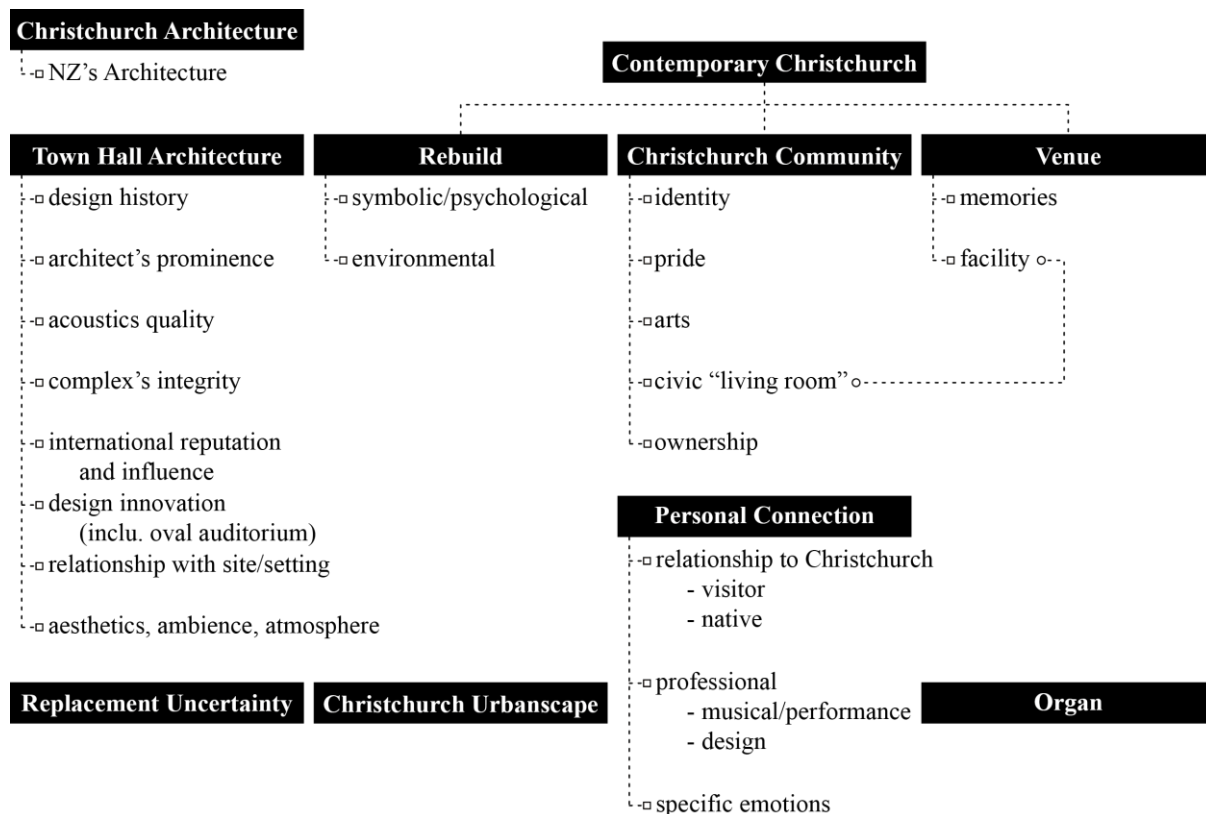 Christchurch Architecture
NZ’s Architecture
Contemporary Christchurch
Town Hall Architecture
design history
architect’s prominence
acoustics quality
complex’s integrity
international reputation
and influence
design innovation
(inclu. oval auditorium)
relationship with site/setting
aesthetics, ambience, atmosphere
Rebuild
symbolic/psychological
environmental
Christchurch Community
identity
pride
arts
civic “living room”
ownership
Venue
memories
facility
Personal Connection
relationship to Christchurch
- visitor
- native
professional
- musical/performance
- design
specific emotions
Replacement Uncertainty
Christchurch Urbanscape
Organ